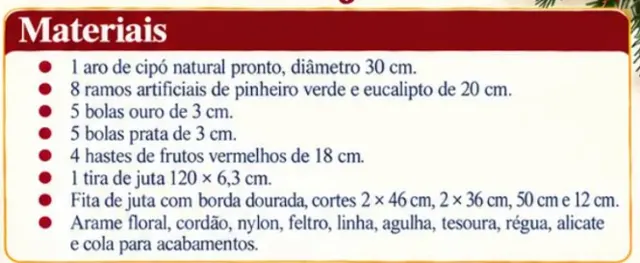 Materiais
● 1 aro de cipó natural pronto, diâmetro 30 cm.
● 8 ramos artificiais de pinheiro verde e eucalipto de 20 cm.
● 5 bolas ouro de 3 cm.
● 5 bolas prata de 3 cm.
● 4 hastes de frutos vermelhos de 18 cm.
● 1 tira de juta 120 × 6,3 cm.
● Fita de juta com borda dourada, cortes 2 × 46 cm, 2 × 36 cm, 50 cm e 12 cm.
● Arame floral, cordão, nylon, feltro, linha, agulha, tesoura, régua, alicate
e cola para acabamentos.